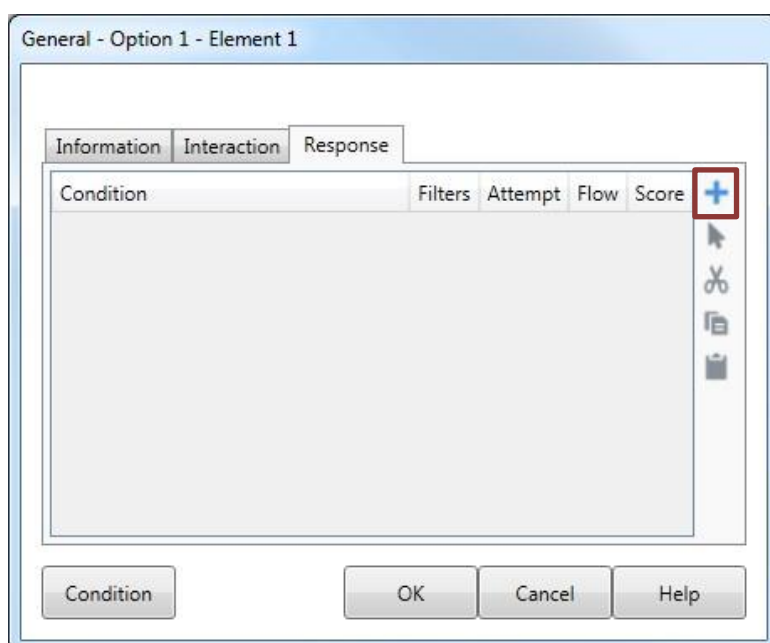 General - Option 1 - Element 1
Information Interaction Response
Condition Filters Attempt Flow Score
Condition OK Cancel Help